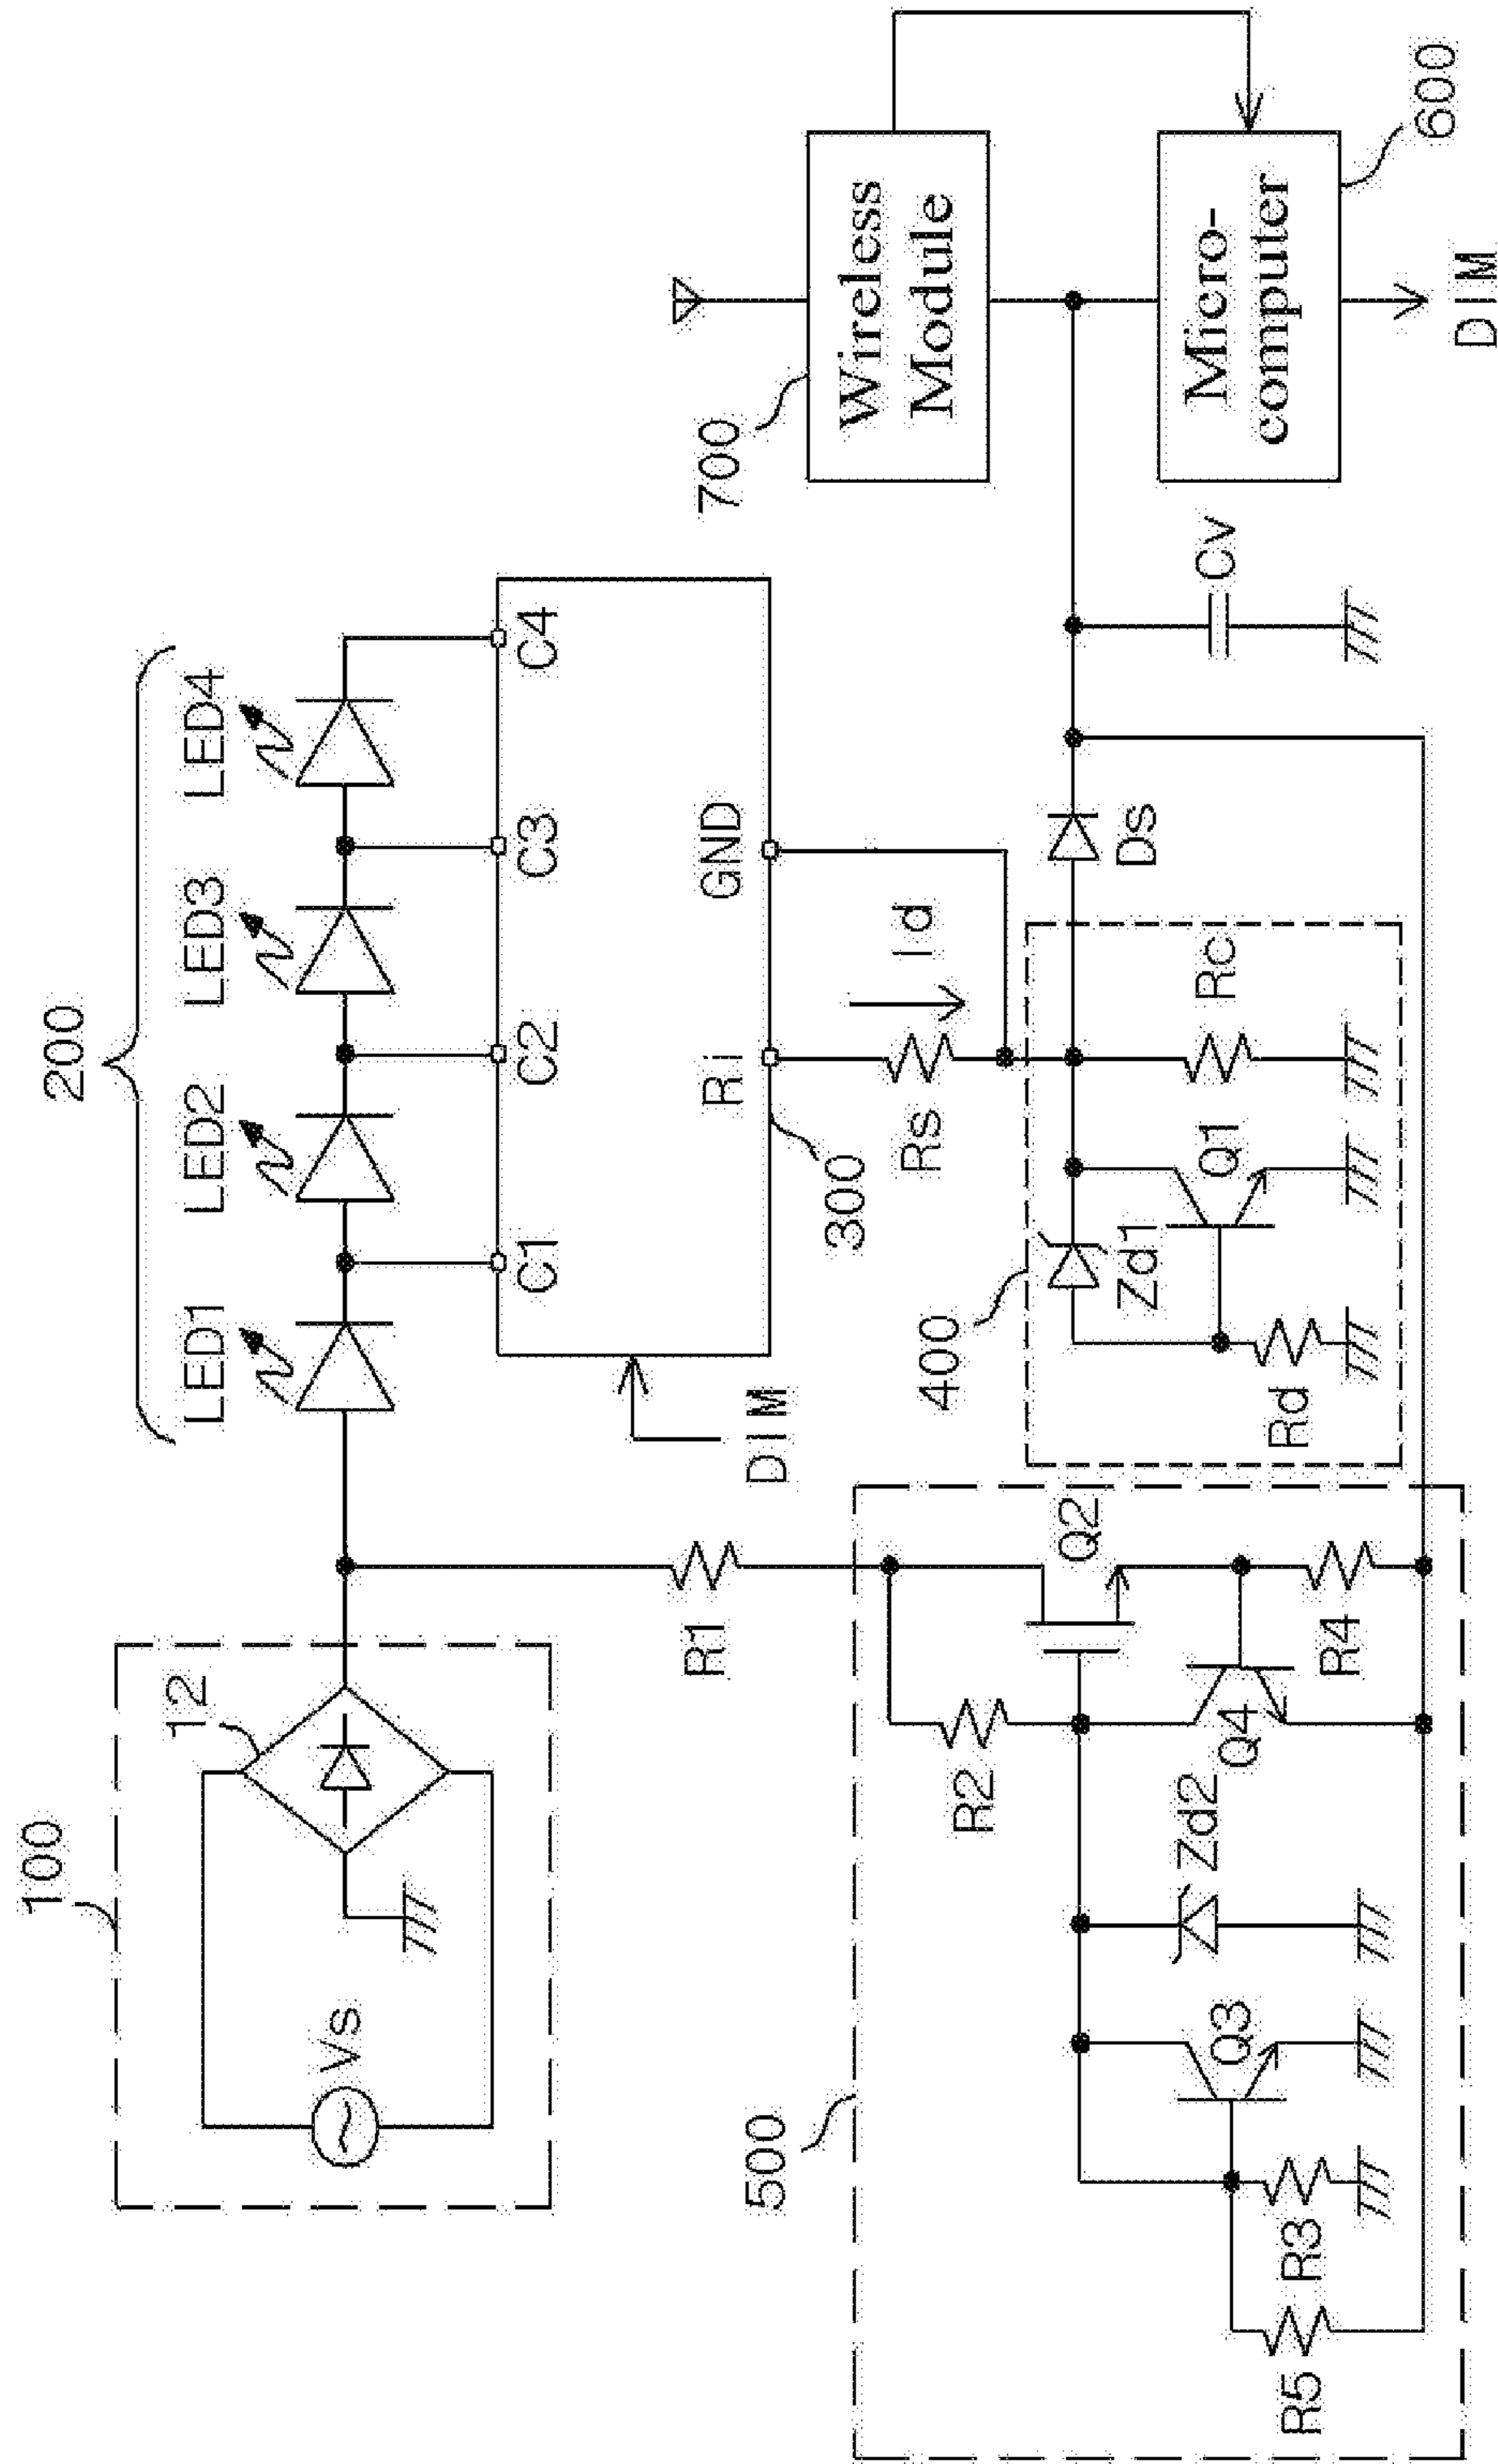 100
12
Vs
200
LED1
LED2
LED3
LED4
C1
C2
C3
C4
Ri
GND
300
DIM
R1
Rs
Id
700
Wireless
Module
Micro-
computer
600
DIM
500
R2
Q2
Q4
R4
Zd2
Q3
R3
R5
400
Zd1
Q1
Rd
Rc
Ds
Cv